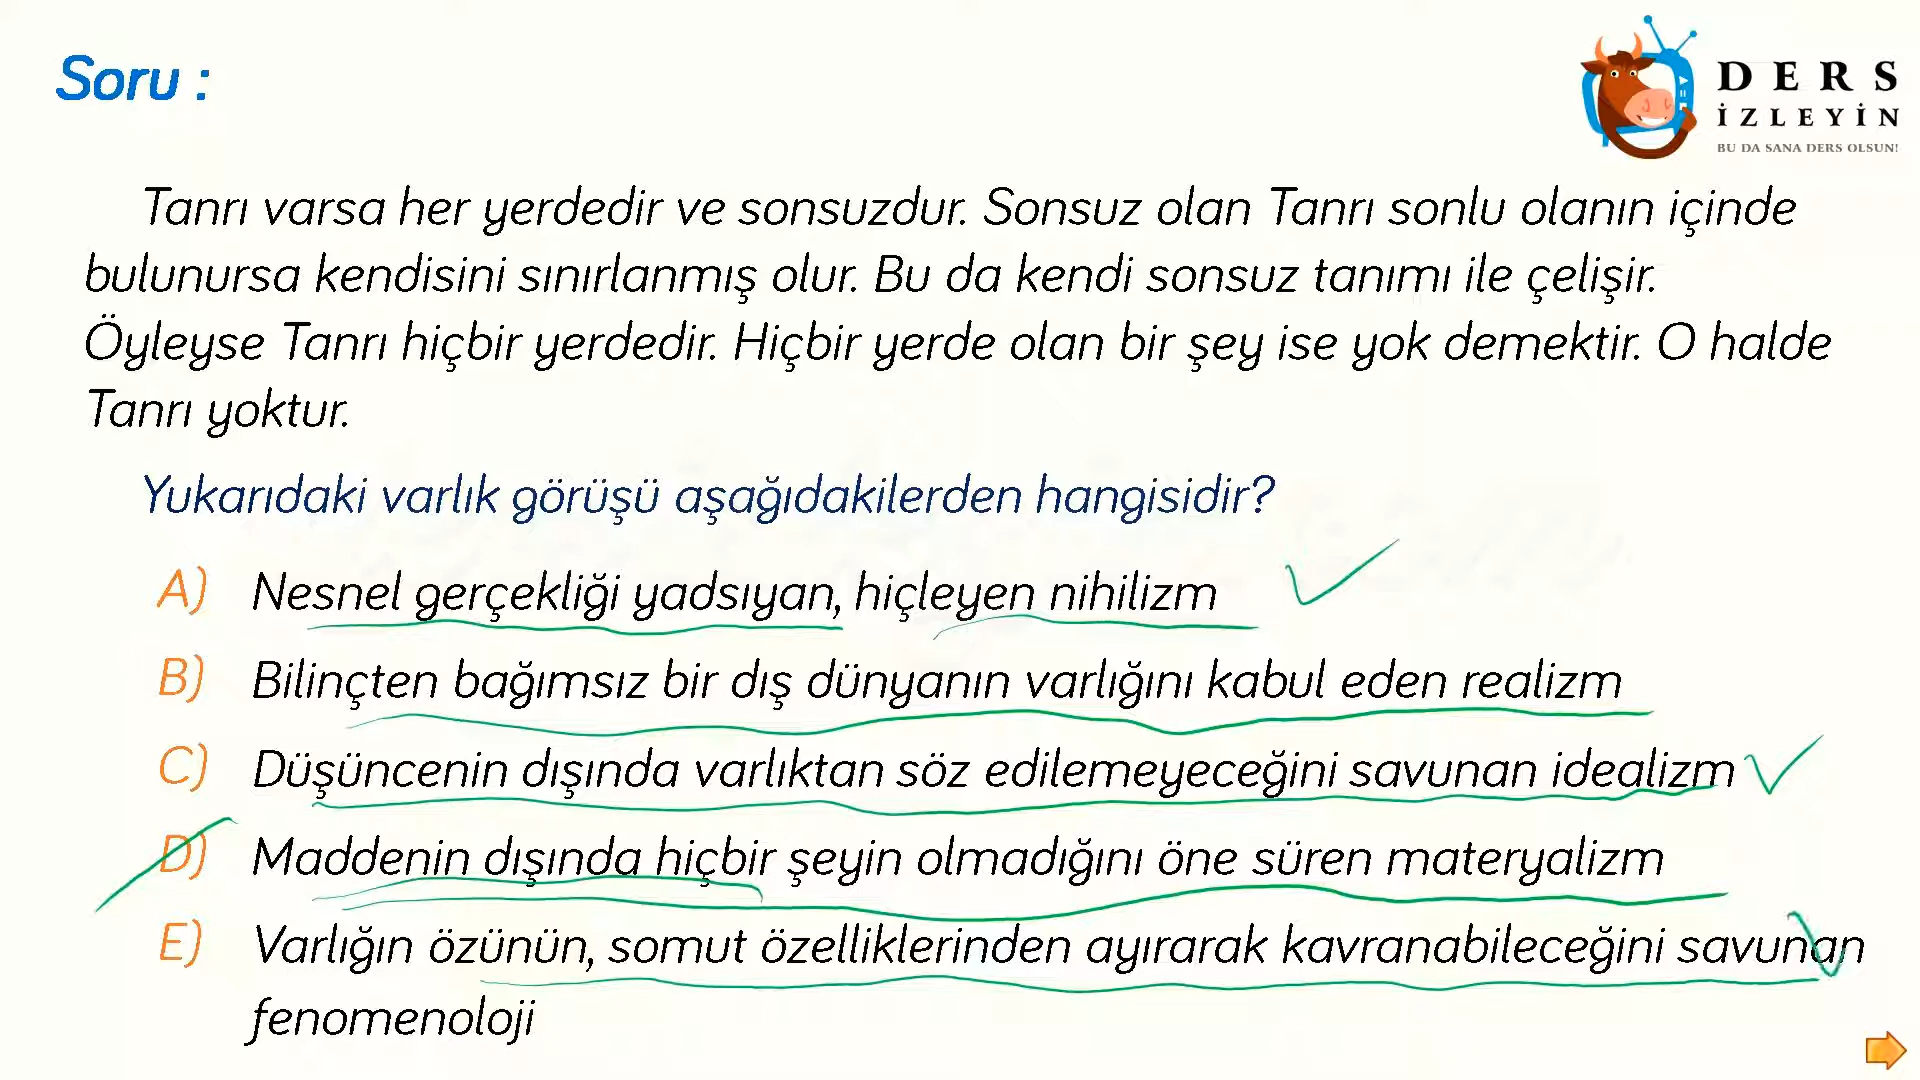 Soru :
DERS
İZLEYİN
BU DA SANA DERS OLSUN!
Tanrı varsa her yerdedir ve sonsuzdur. Sonsuz olan Tanrı sonlu olanın içinde
bulunursa kendisini sınırlanmış olur. Bu da kendi sonsuz tanımı ile çelişir.
Öyleyse Tanrı hiçbir yerdedir. Hiçbir yerde olan bir şey ise yok demektir. O halde
Tanrı yoktur.
Yukarıdaki varlık görüşü aşağıdakilerden hangisidir?
A) Nesnel gerçekliği yadsıyan, hiçleyen nihilizm
B) Bilinçten bağımsız bir dış dünyanın varlığını kabul eden realizm
C) Düşüncenin dışında varlıktan söz edilemeyeceğini savunan idealizm
D) Maddenin dışında hiçbir şeyin olmadığını öne süren materyalizm
E) Varlığın özünün, somut özelliklerinden ayırarak kavranabileceğini savunan
fenomenoloji